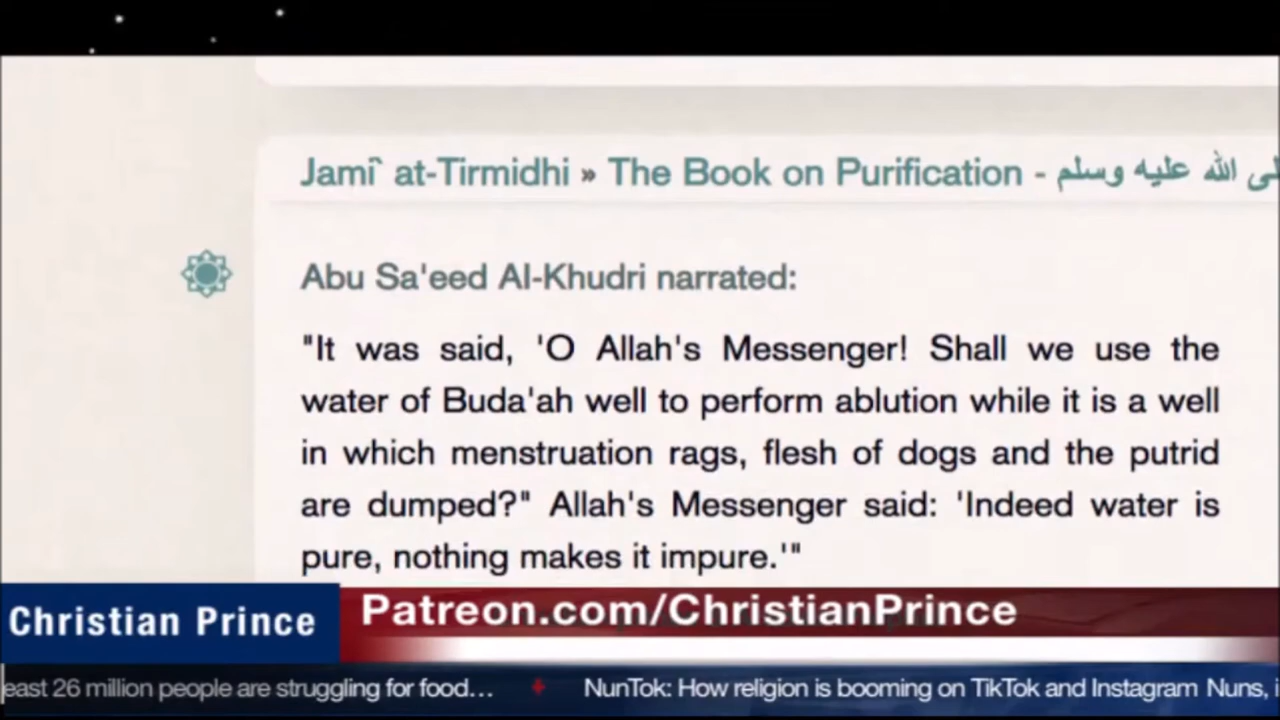 Jamî` at-Tirmidhi » The Book on Purification - لى الله عليه وسلم
Abu Sa'eed Al-Khudri narrated:
"It was said, 'O Allah's Messenger! Shall we use the
water of Buda'ah well to perform ablution while it is a well
in which menstruation rags, flesh of dogs and the putrid
are dumped?" Allah's Messenger said: 'Indeed water is
pure, nothing makes it impure.'"
Christian Prince
Patreon.com/ChristianPrince
east 26 million people are struggling for food... NunTok: How religion is booming on TikTok and Instagram Nuns, i